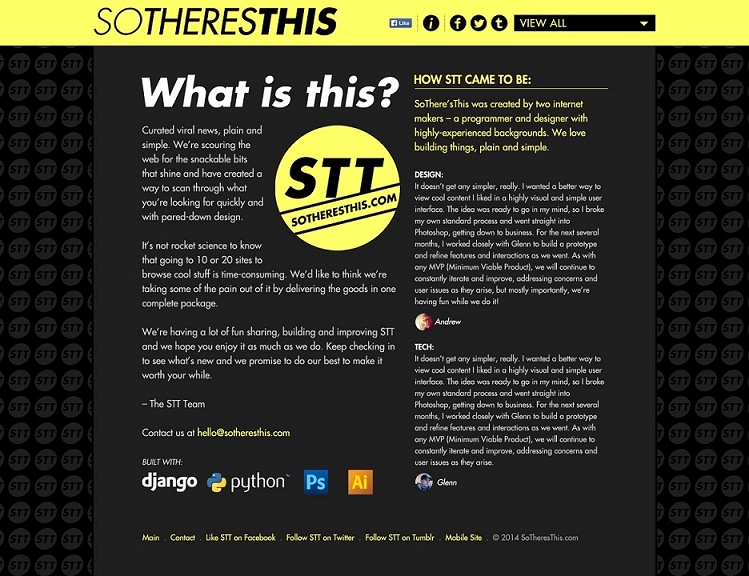 SOTHERESTHIS
Like
i
f
t
VIEW ALL
What is this?
Curated viral news, plain and
simple. We're scouring the
web for the snackable bits
that shine and have created a
way to scan through what
you're looking for quickly and
with pared-down design.
STT
SOTHERESTHIS.COM
It's not rocket science to know
that going to 10 or 20 sites to
browse cool stuff is time-consuming. We'd like to think we're
taking some of the pain out of it by delivering the goods in one
complete package.
We're having a lot of fun sharing, building and improving STT
and we hope you enjoy it as much as we do. Keep checking in
to see what's new and we promise to do our best to make it
worth your while.
– The STT Team
Contact us at hello@sotheresthis.com
BUILT WITH:
django
python™
Ps
Ai
HOW STT CAME TO BE:
SoThere'sThis was created by two internet
makers – a programmer and designer with
highly-experienced backgrounds. We love
building things, plain and simple.
DESIGN:
It doesn't get any simpler, really. I wanted a better way to
view cool content I liked in a highly visual and simple user
interface. The idea was ready to go in my mind, so I broke
my own standard process and went straight into
Photoshop, getting down to business. For the next several
months, I worked closely with Glenn to build a prototype
and refine features and interactions as we went. As with
any MVP (Minimum Viable Product), we will continue to
constantly iterate and improve, addressing concerns and
user issues as they arise, but mostly importantly, we're
having fun while we do it!
Andrew
TECH:
It doesn't get any simpler, really. I wanted a better way to
view cool content I liked in a highly visual and simple user
interface. The idea was ready to go in my mind, so I broke
my own standard process and went straight into
Photoshop, getting down to business. For the next several
months, I worked closely with Glenn to build a prototype
and refine features and interactions as we went. As with
any MVP (Minimum Viable Product), we will continue to
constantly iterate and improve, addressing concerns and
user issues as they arise.
Glenn
Main . Contact . Like STT on Facebook . Follow STT on Twitter . Follow STT on Tumblr . Mobile Site . © 2014 SoTheresThis.com